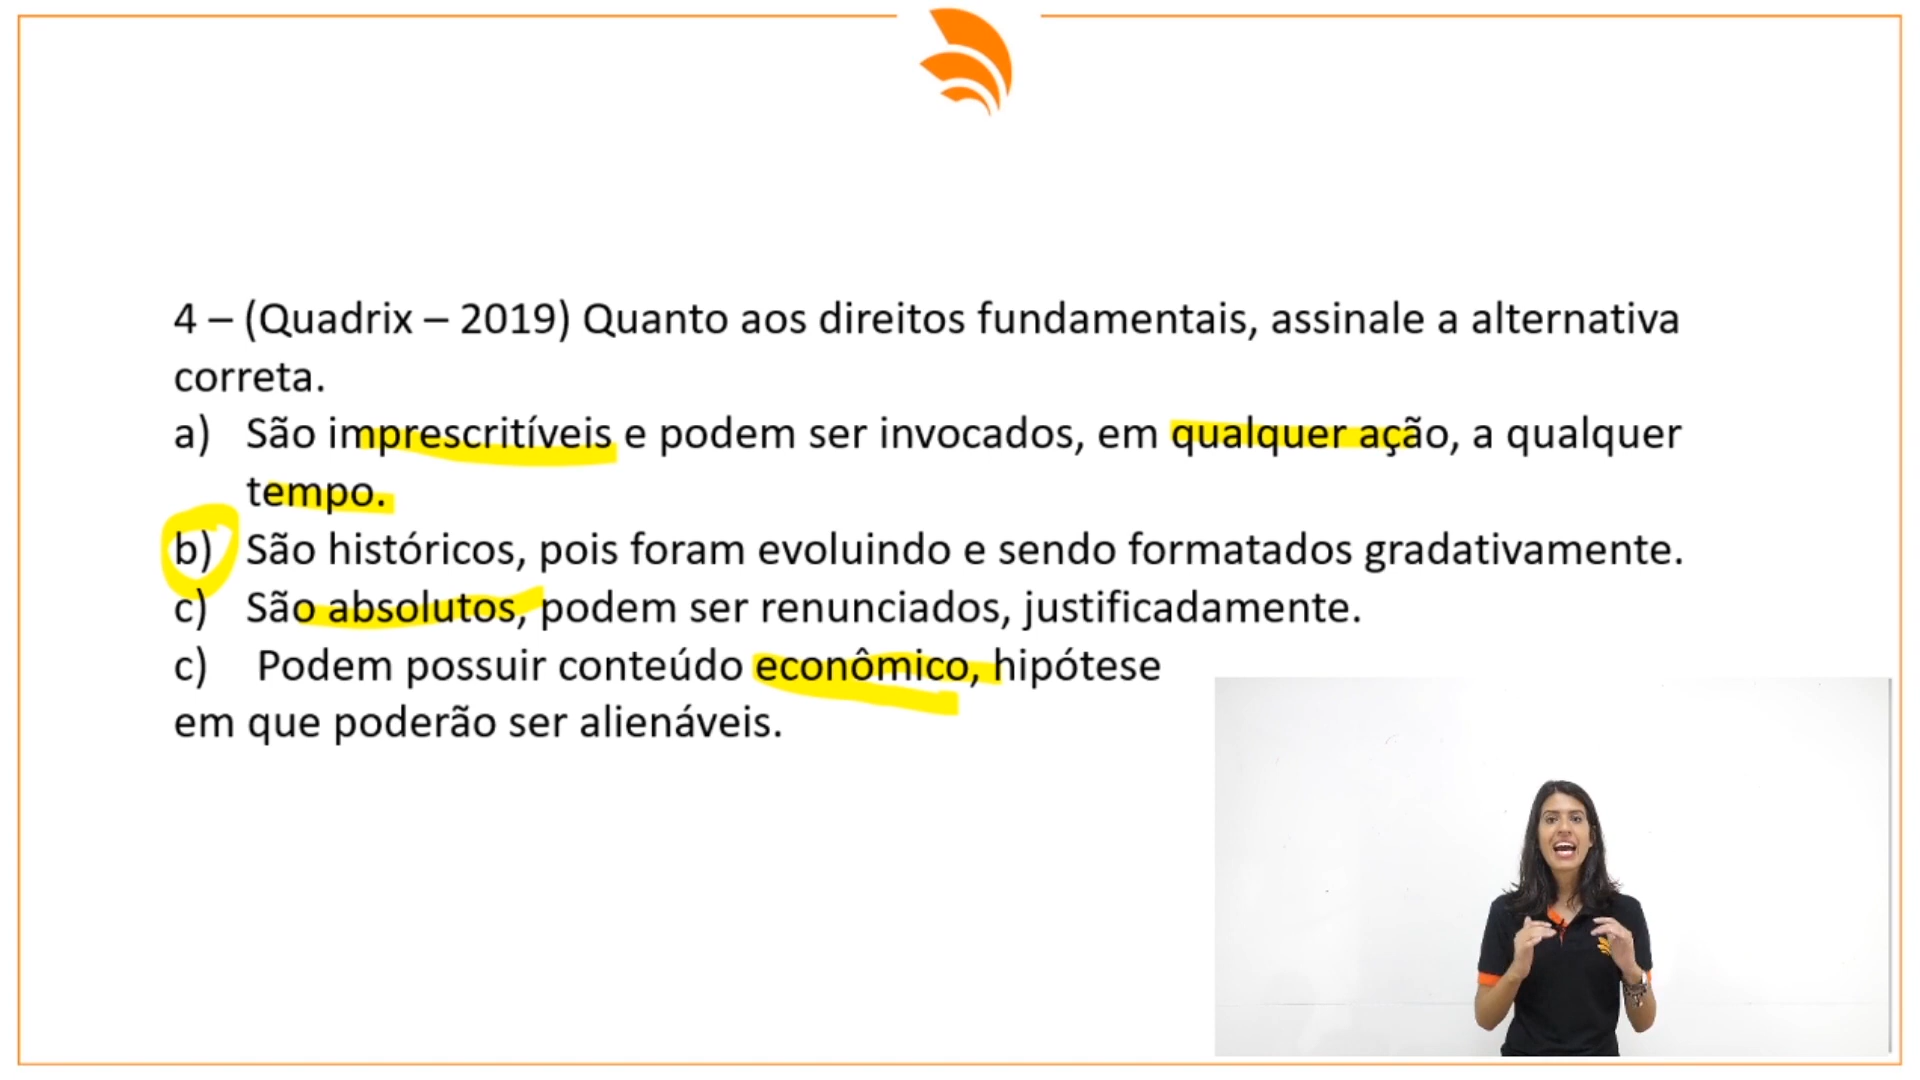 4 – (Quadrix – 2019) Quanto aos direitos fundamentais, assinale a alternativa
correta.
a) São imprescritíveis e podem ser invocados, em qualquer ação, a qualquer
tempo.
b) São históricos, pois foram evoluindo e sendo formatados gradativamente.
c) São absolutos, podem ser renunciados, justificadamente.
c) Podem possuir conteúdo econômico, hipótese
em que poderão ser alienáveis.